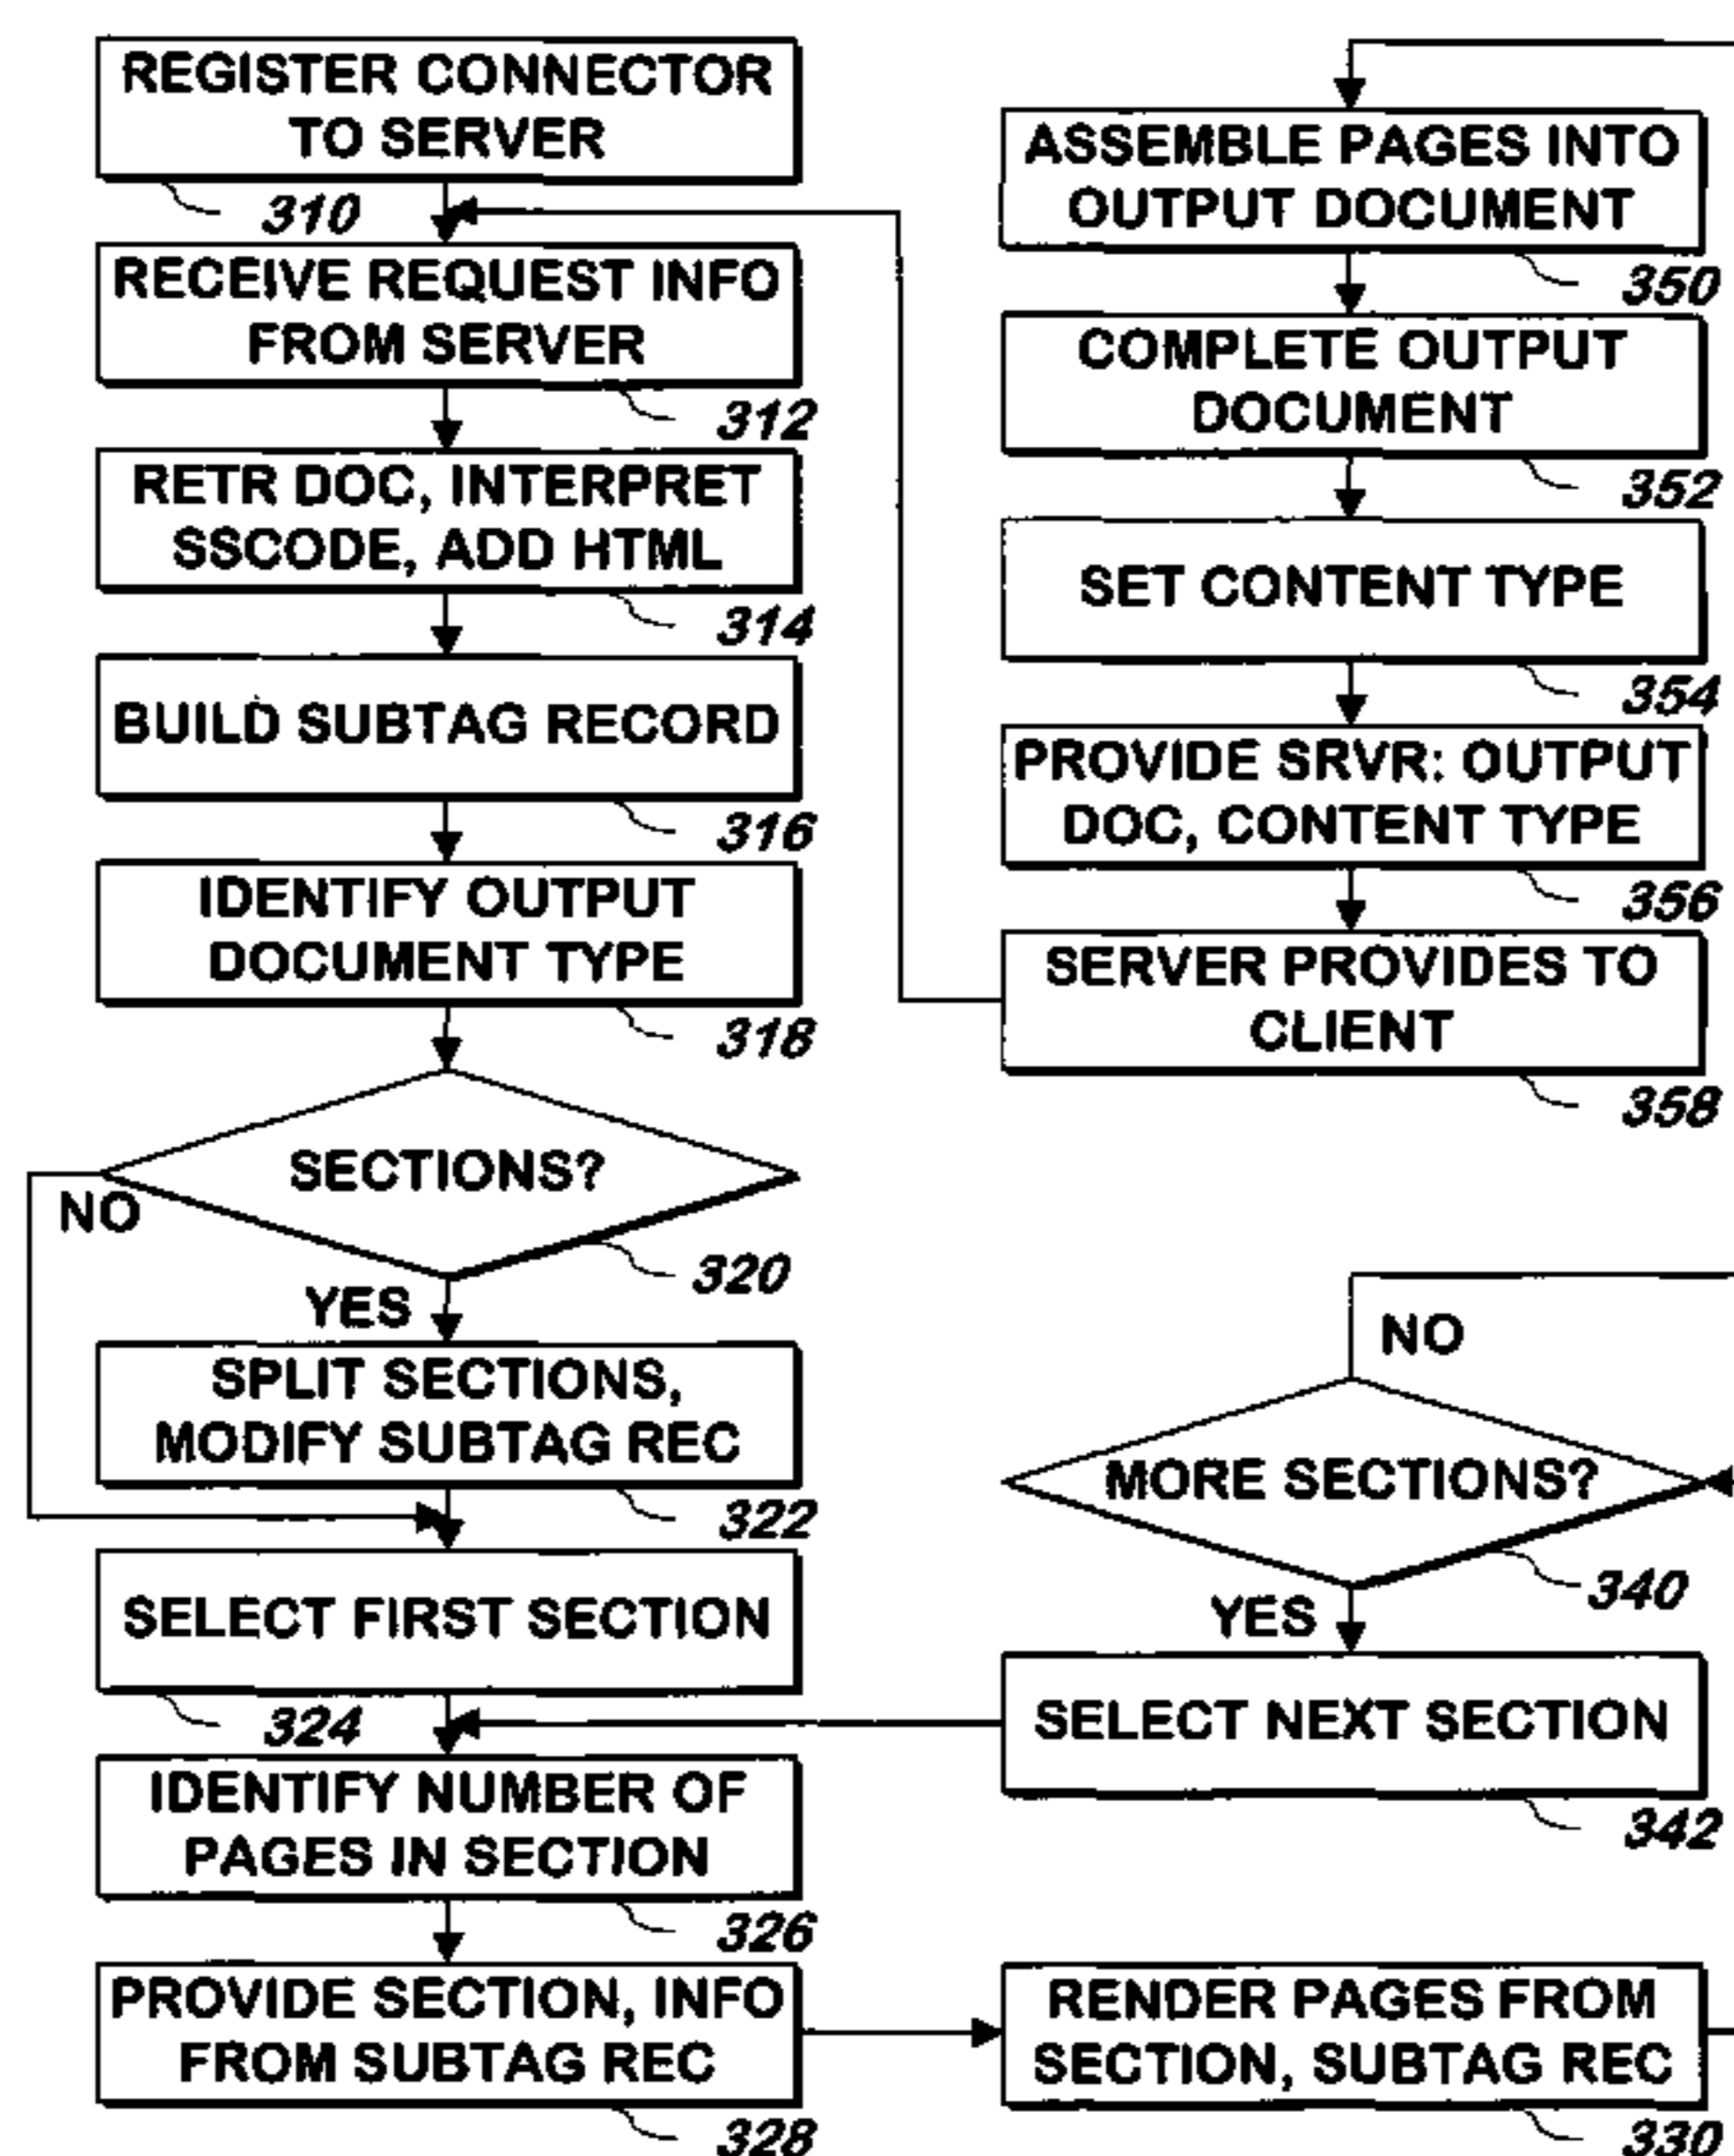 REGISTER CONNECTOR
TO SERVER
310
RECEIVE REQUEST INFO
FROM SERVER
312
RETR DOC, INTERPRET
SSCODE, ADD HTML
314
BUILD SUBTAG RECORD
316
IDENTIFY OUTPUT
DOCUMENT TYPE
318
SECTIONS?
NO
320
YES
SPLIT SECTIONS,
MODIFY SUBTAG REC
322
SELECT FIRST SECTION
324
IDENTIFY NUMBER OF
PAGES IN SECTION
326
PROVIDE SECTION, INFO
FROM SUBTAG REC
328
ASSEMBLE PAGES INTO
OUTPUT DOCUMENT
350
COMPLETE OUTPUT
DOCUMENT
352
SET CONTENT TYPE
354
PROVIDE SRVR: OUTPUT
DOC, CONTENT TYPE
356
SERVER PROVIDES TO
CLIENT
358
NO
MORE SECTIONS?
340
YES
SELECT NEXT SECTION
342
RENDER PAGES FROM
SECTION, SUBTAG REC
330